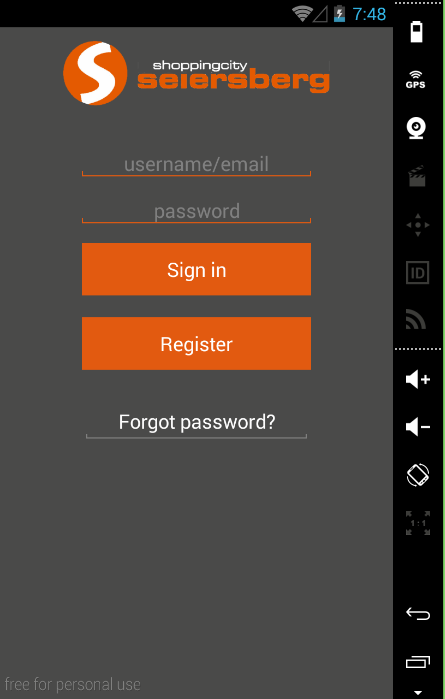 7:48
shoppingcity
seiersberg
GPS
username/email
password
ID
Sign in
Register
Forgot password?
1:1
free for personal use